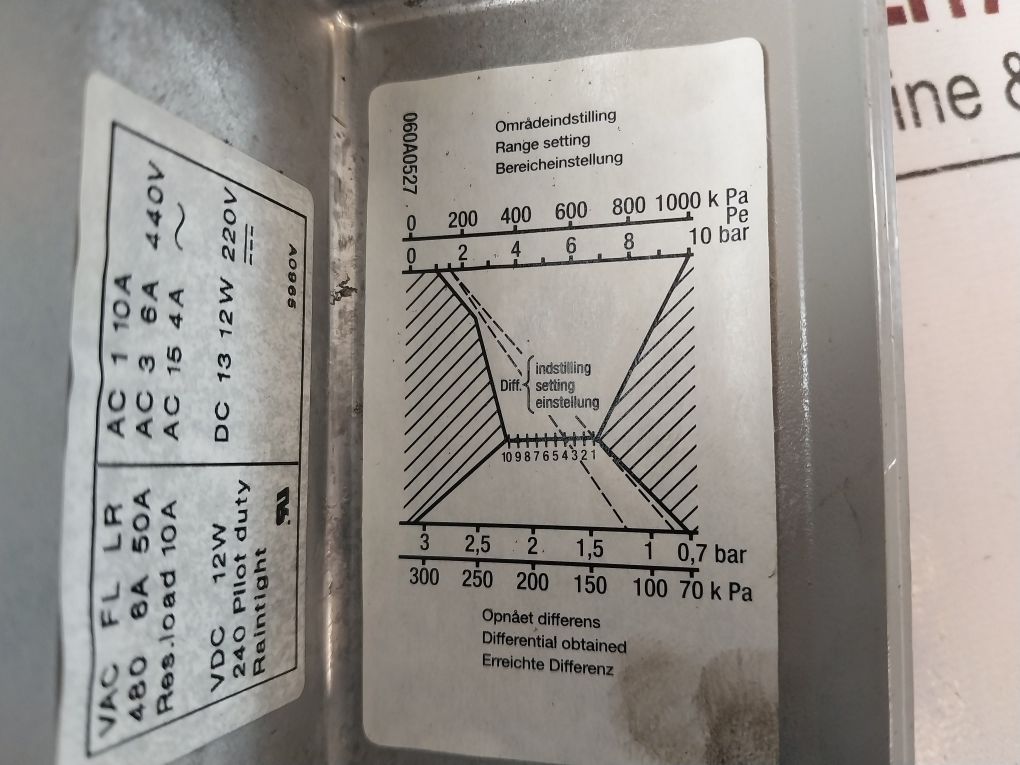 VAC FL LR
480 8A 50A
Res.load 10A
VDC 12W
240 Pilot duty
Raintight
AC 1 10A
AC 3 6A 440V
AC 15 4A ~
DC 13 12W 220V
A0965
060A0527
Områdeindstilling
Range setting
Bereicheinstellung
0 200 400 600 800 1000 k Pa
Pe
0 2 4 6 8 10 bar
Diff. { indstilling
setting
einstellung
10 9 8 7 6 5 4 3 2 1
3 2,5 2 1,5 1 0,7 bar
300 250 200 150 100 70 k Pa
Opnået differens
Differential obtained
Erreichte Differenz
ine &